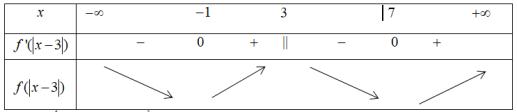 x −∞ −1 3 7 +∞
f'(|x−3|) − 0 + || − 0 +
f(|x−3|)